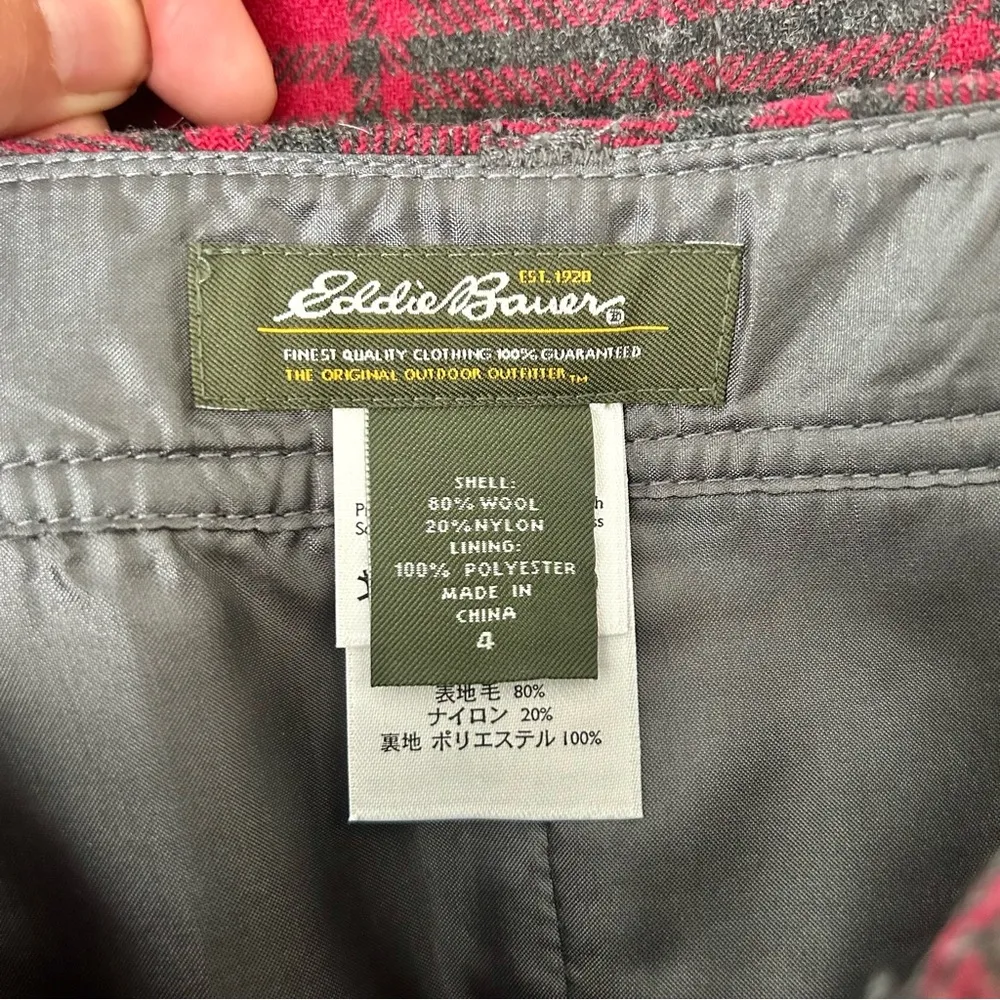 EST. 1920
Eddie Bauer
FINEST QUALITY CLOTHING 100% GUARANTEED
THE ORIGINAL OUTDOOR OUTFITTER™
SHELL:
80% WOOL
20% NYLON
LINING:
100% POLYESTER
MADE IN
CHINA
4
表地 毛 80%
ナイロン 20%
裏地 ポリエステル 100%